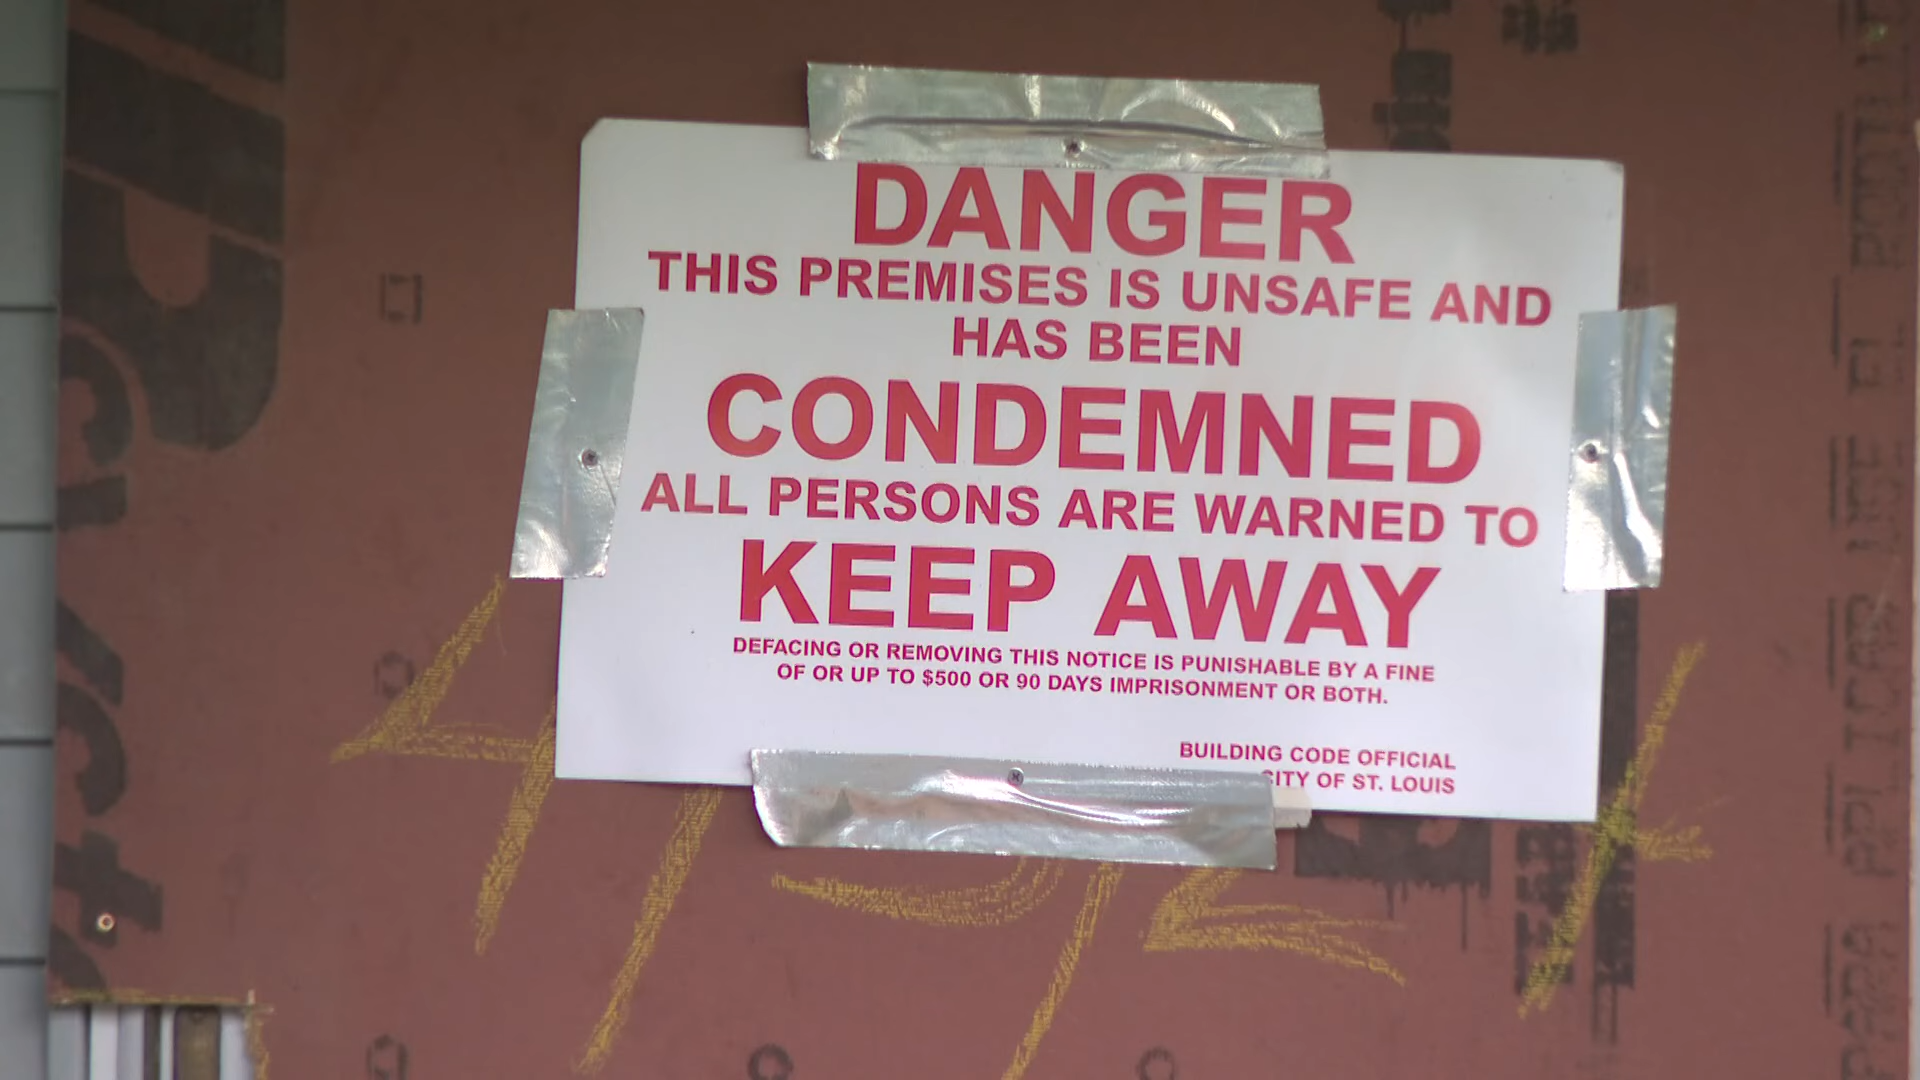 DANGER
THIS PREMISES IS UNSAFE AND
HAS BEEN
CONDEMNED
ALL PERSONS ARE WARNED TO
KEEP AWAY
DEFACING OR REMOVING THIS NOTICE IS PUNISHABLE BY A FINE
OF OR UP TO $500 OR 90 DAYS IMPRISONMENT OR BOTH.
BUILDING CODE OFFICIAL
CITY OF ST. LOUIS